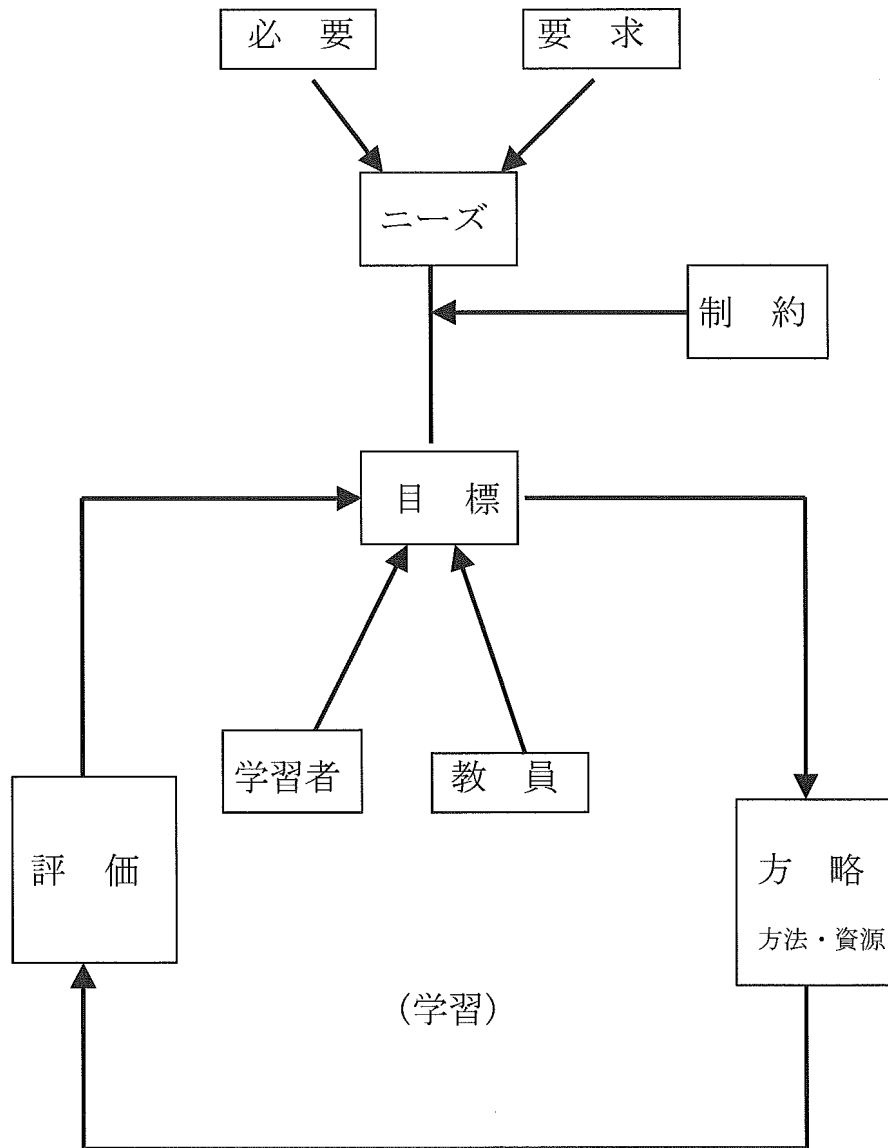 必　要
要　求
ニーズ
制　約
目　標
学習者
教　員
評　価
方　略
方法・資源
(学習)